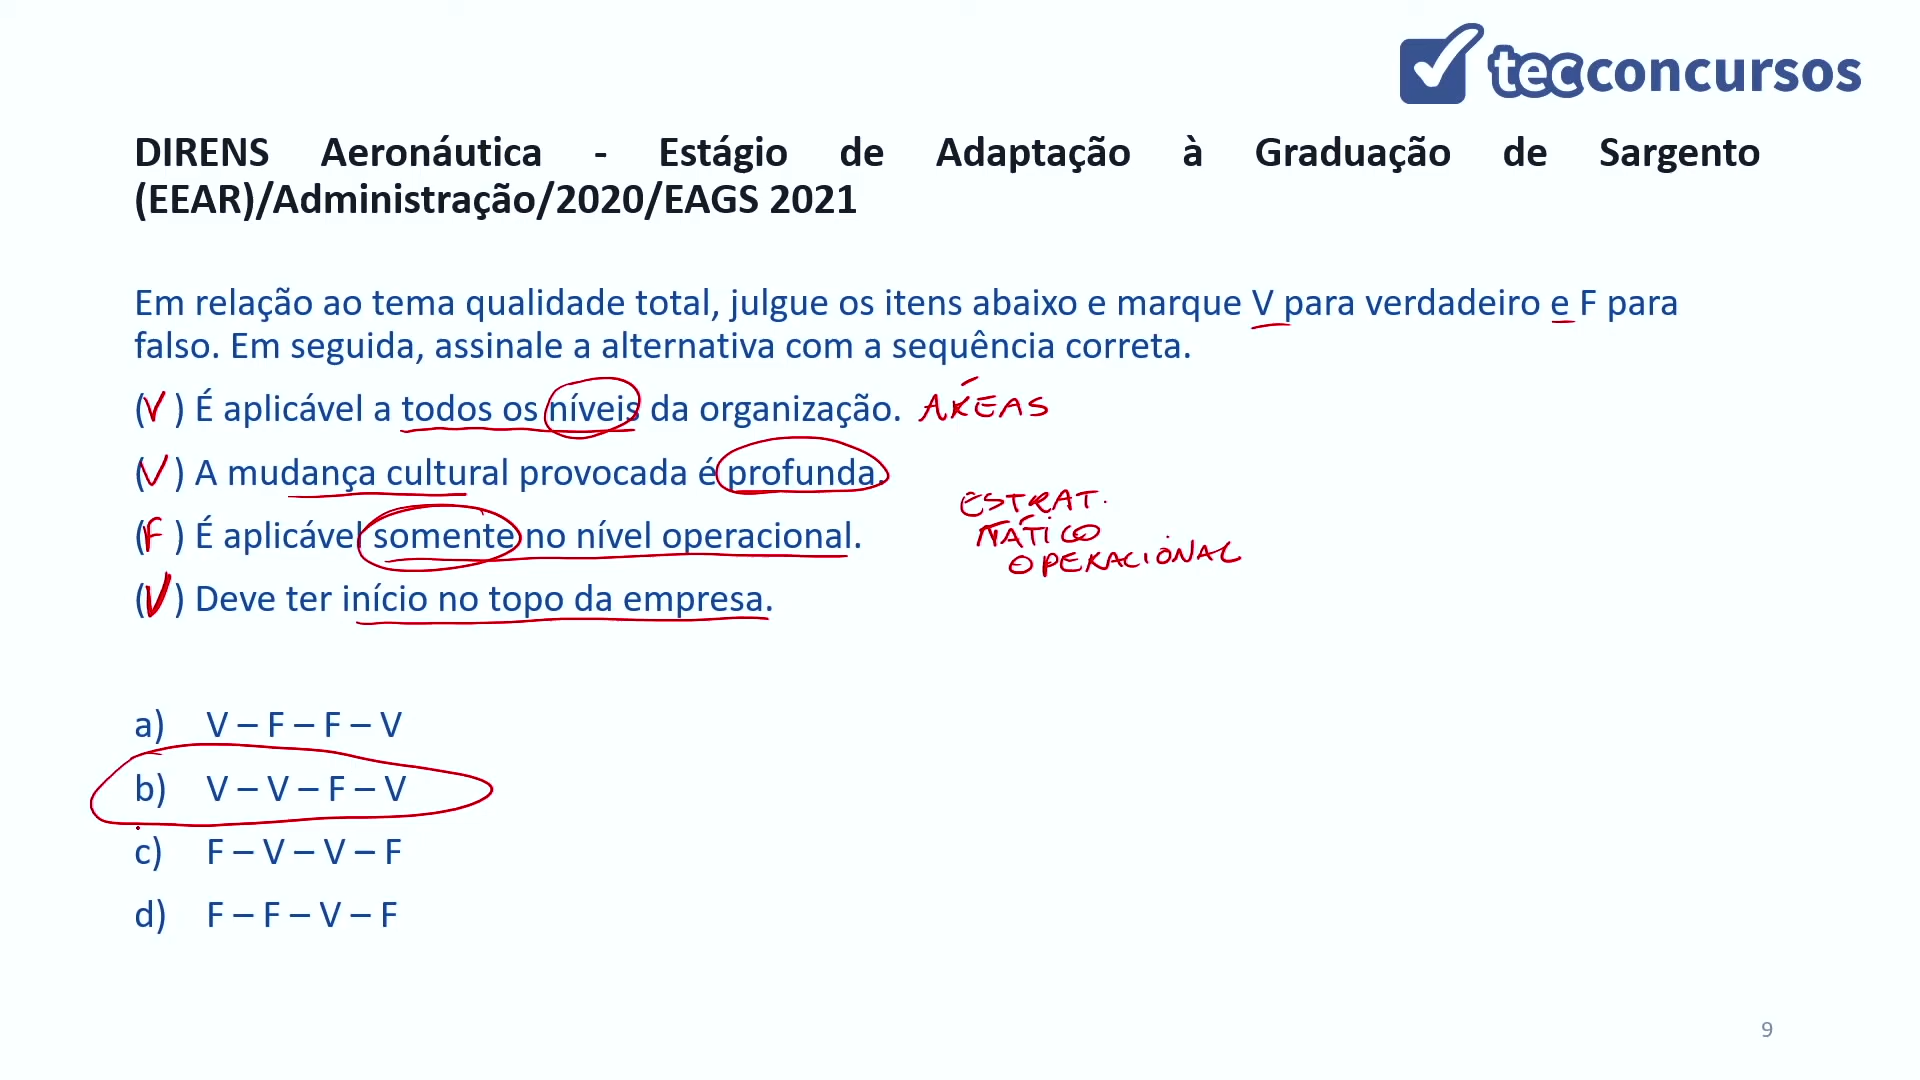 tecconcursos
DIRENS Aeronáutica - Estágio de Adaptação à Graduação de Sargento
(EEAR)/Administração/2020/EAGS 2021
Em relação ao tema qualidade total, julgue os itens abaixo e marque V para verdadeiro e F para
falso. Em seguida, assinale a alternativa com a sequência correta.
(V) É aplicável a todos os níveis da organização. ÁREAS
(V) A mudança cultural provocada é profunda.
ESTRAT.
(F) É aplicável somente no nível operacional.
TÁTICO
OPERACIONAL
(V) Deve ter início no topo da empresa.
a) V – F – F – V
b) V – V – F – V
c) F – V – V – F
d) F – F – V – F
9